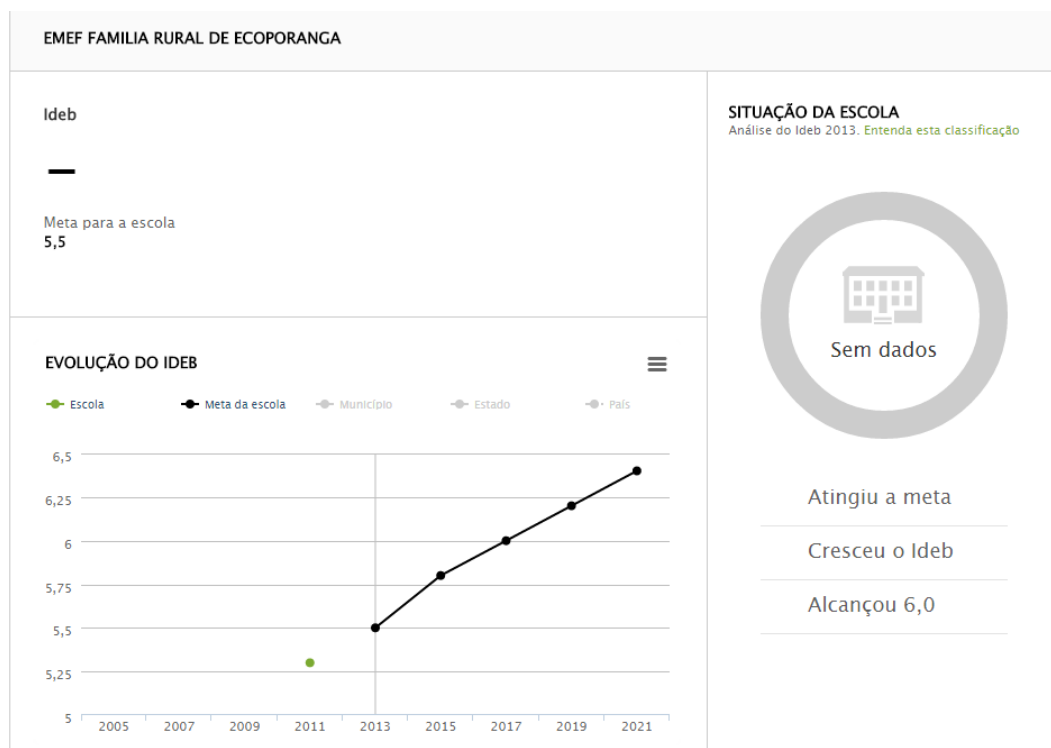 EMEF FAMILIA RURAL DE ECOPORANGA
Ideb
–
Meta para a escola
5,5
SITUAÇÃO DA ESCOLA
Análise do Ideb 2013. Entenda esta classificação
Sem dados
Atingiu a meta
Cresceu o Ideb
Alcançou 6,0
EVOLUÇÃO DO IDEB
Escola Meta da escola Município Estado País
6,5
6,25
6
5,75
5,5
5,25
5
2005 2007 2009 2011 2013 2015 2017 2019 2021